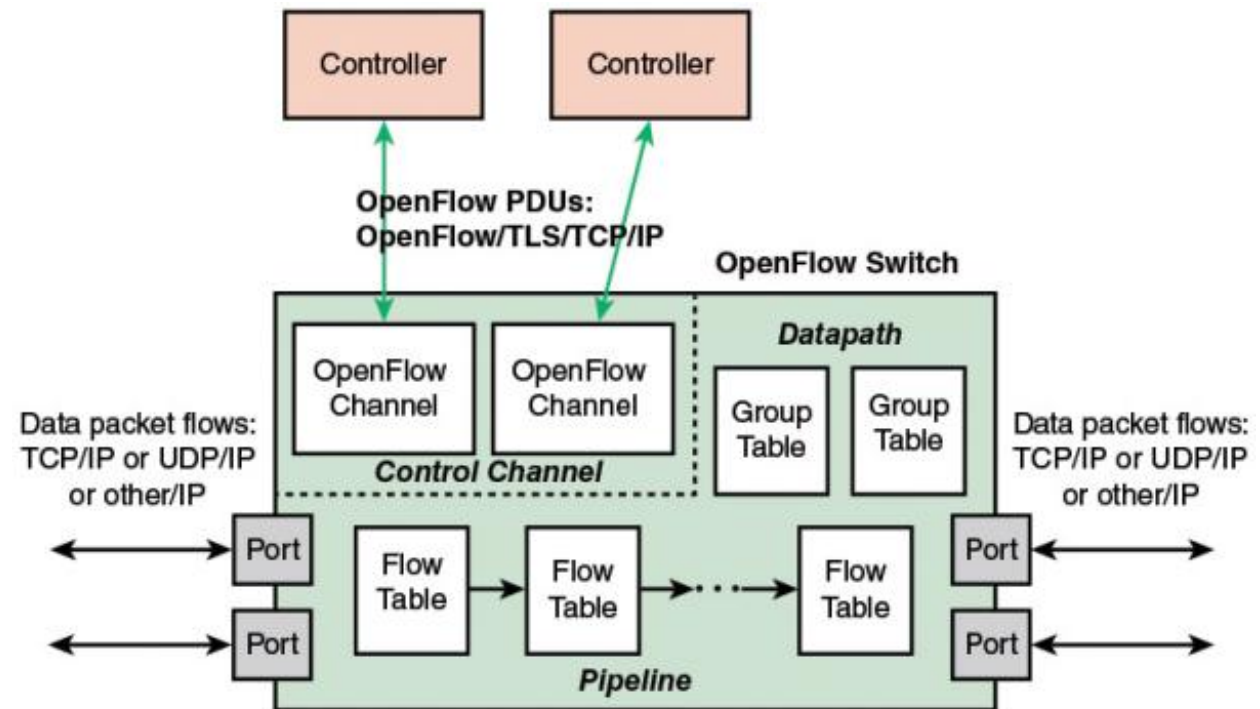 Controller
Controller
OpenFlow PDUs:
OpenFlow/TLS/TCP/IP
OpenFlow Switch
Datapath
OpenFlow
Channel
OpenFlow
Channel
Control Channel
Group
Table
Group
Table
Data packet flows:
TCP/IP or UDP/IP
or other/IP
Data packet flows:
TCP/IP or UDP/IP
or other/IP
Port
Port
Flow
Table
Flow
Table
· · ·
Flow
Table
Port
Port
Pipeline